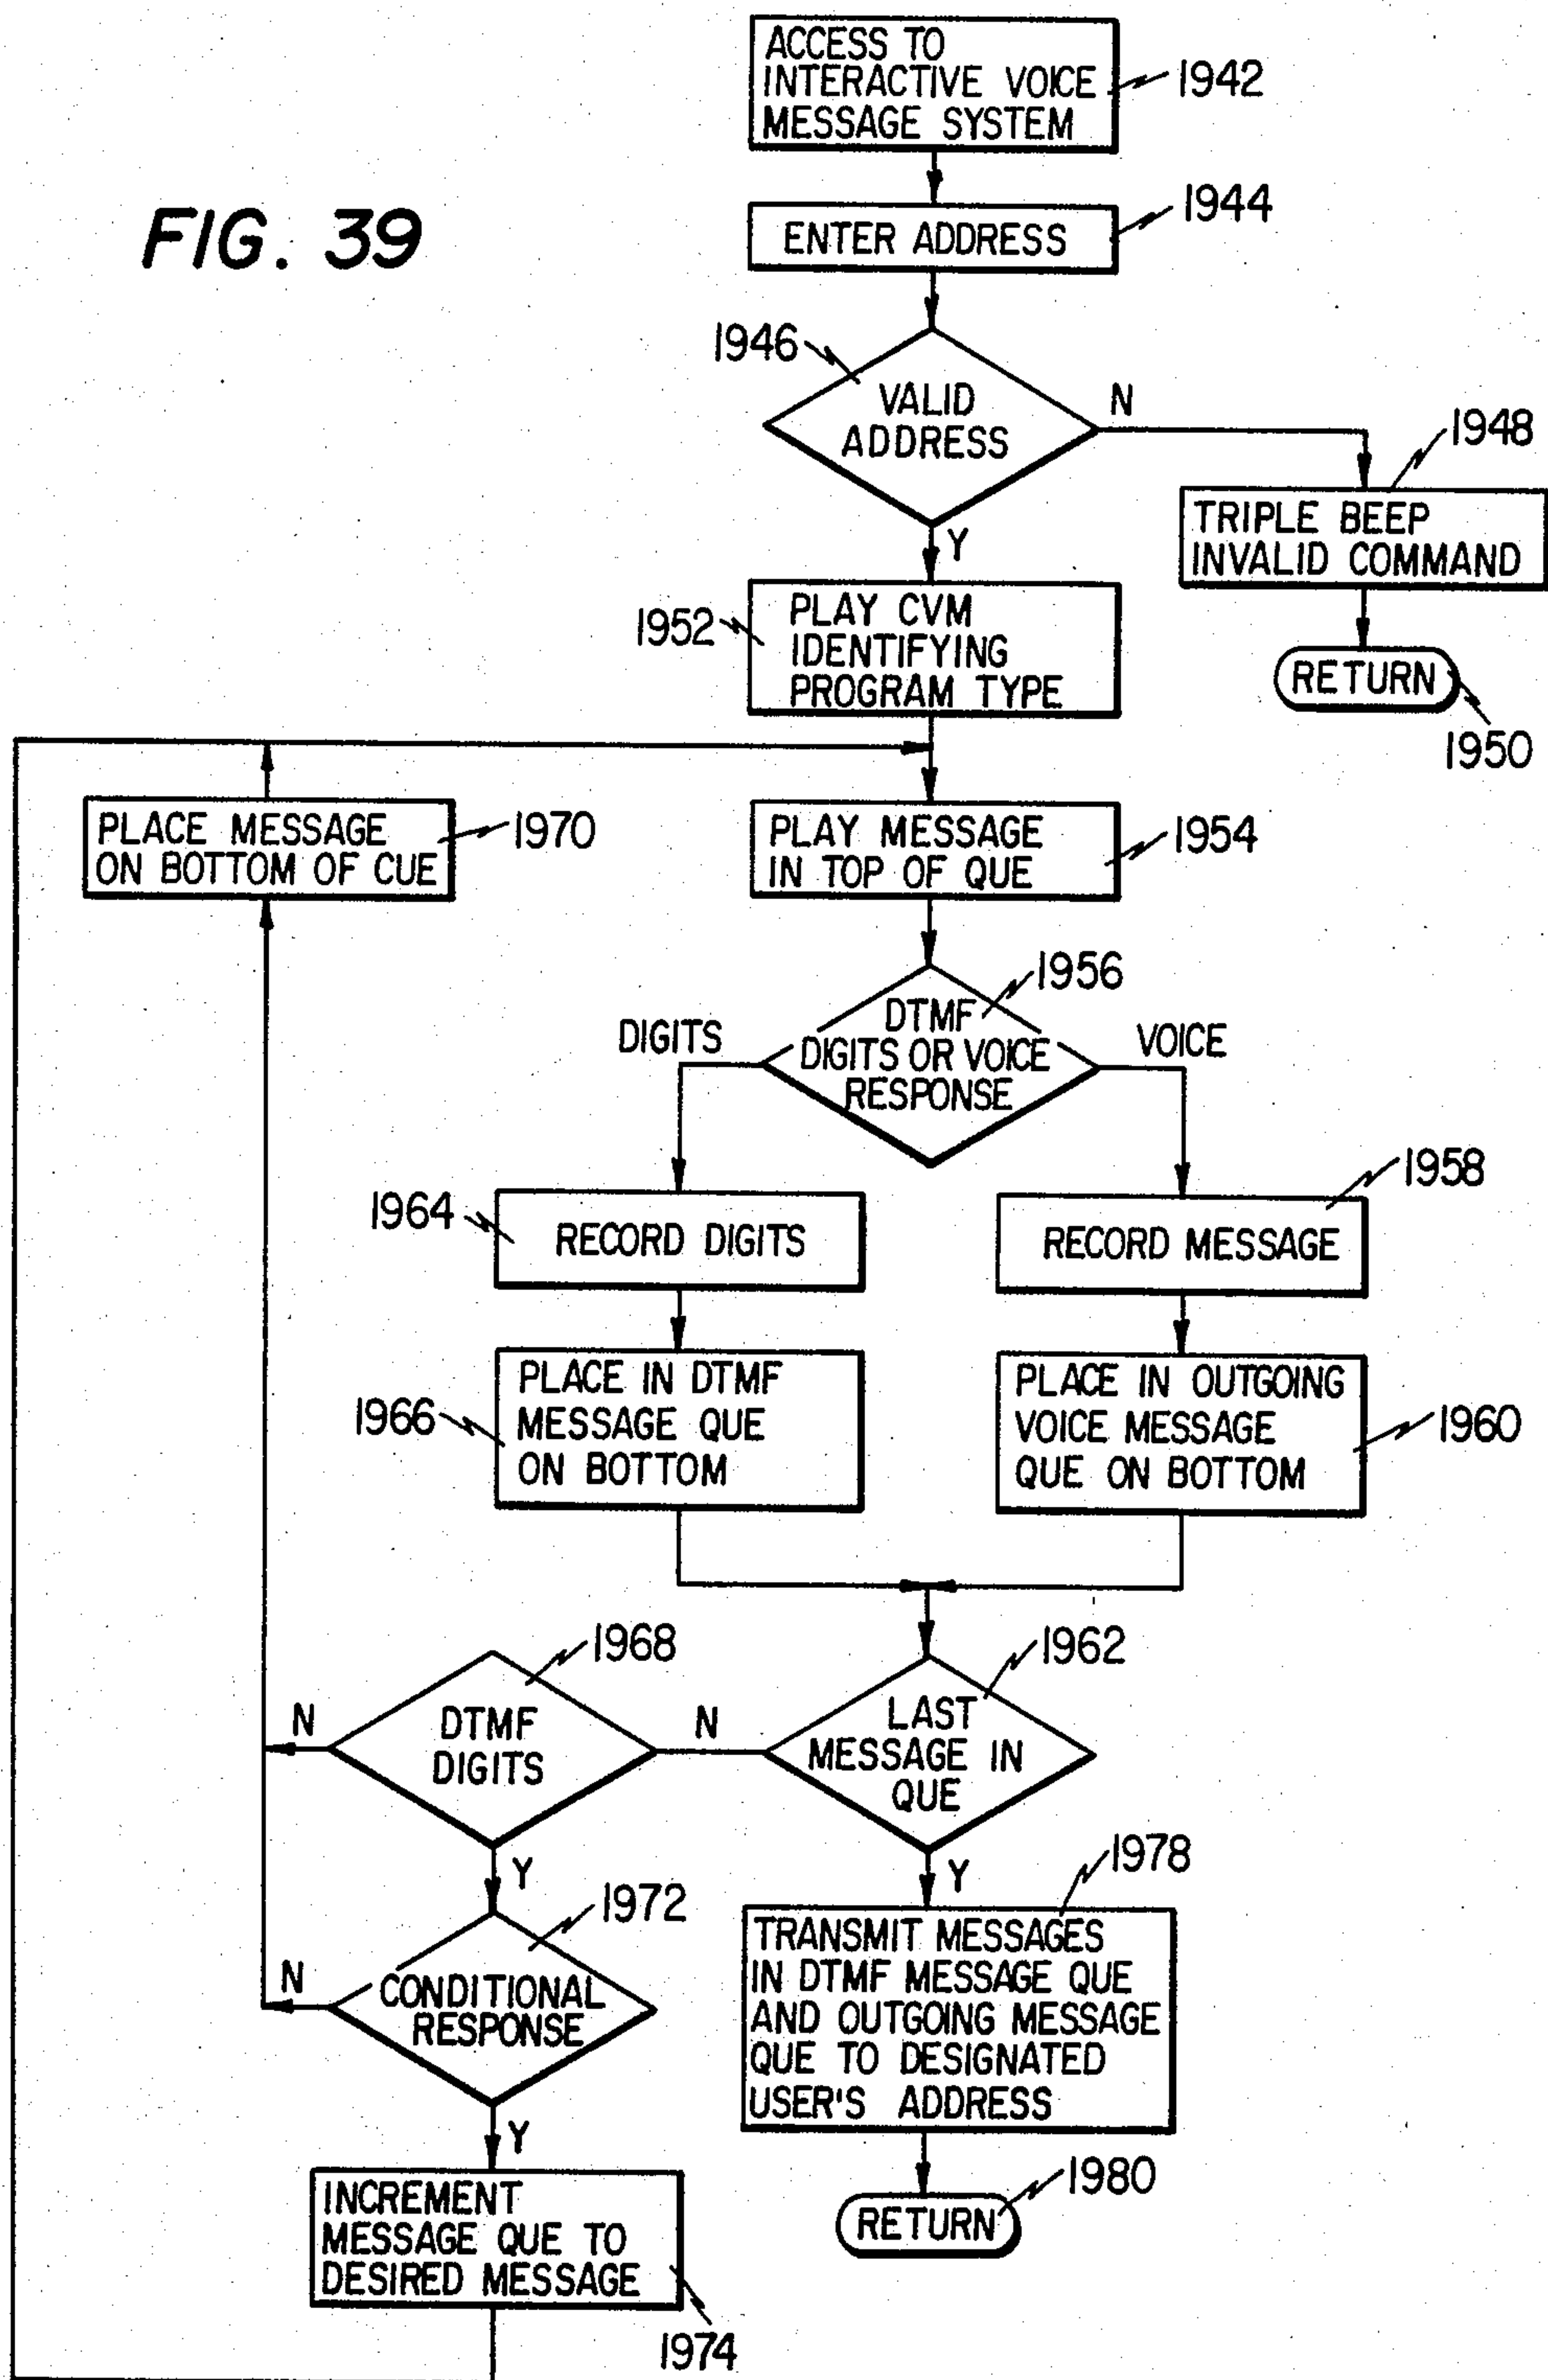 FIG. 39
ACCESS TO
INTERACTIVE VOICE
MESSAGE SYSTEM
1942
ENTER ADDRESS
1944
1946
VALID
ADDRESS
N
Y
1948
TRIPLE BEEP
INVALID COMMAND
RETURN
1950
1952
PLAY CVM
IDENTIFYING
PROGRAM TYPE
PLACE MESSAGE
ON BOTTOM OF CUE
1970
PLAY MESSAGE
IN TOP OF QUE
1954
1956
DTMF
DIGITS OR VOICE
RESPONSE
DIGITS
VOICE
1964
RECORD DIGITS
1958
RECORD MESSAGE
1966
PLACE IN DTMF
MESSAGE QUE
ON BOTTOM
PLACE IN OUTGOING
VOICE MESSAGE
QUE ON BOTTOM
1960
1968
DTMF
DIGITS
N
N
Y
1962
LAST
MESSAGE IN
QUE
Y
1972
CONDITIONAL
RESPONSE
N
Y
1978
TRANSMIT MESSAGES
IN DTMF MESSAGE QUE
AND OUTGOING MESSAGE
QUE TO DESIGNATED
USER'S ADDRESS
INCREMENT
MESSAGE QUE TO
DESIRED MESSAGE
1974
RETURN
1980